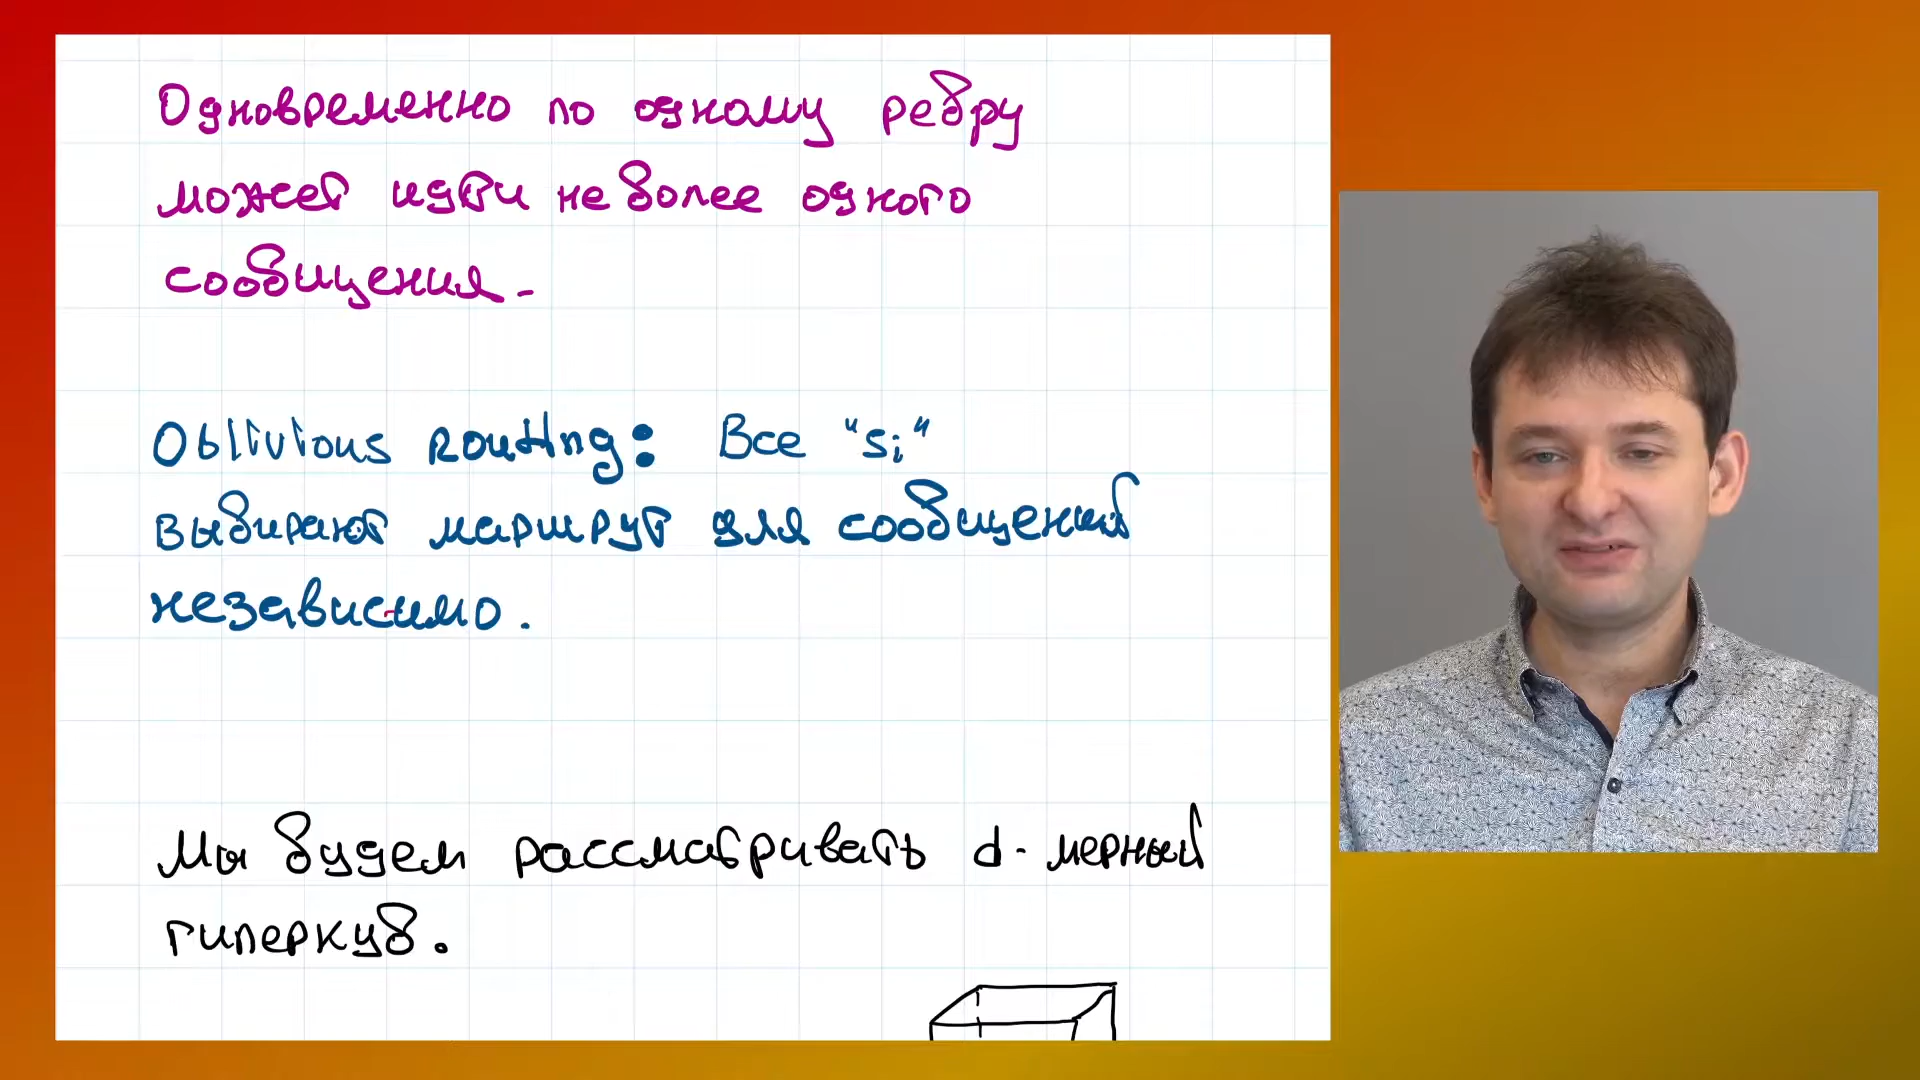 Одновременно по одному ребру
может идти не более одного
сообщения.
Oblivious routing: Все "si"
выбирают маршрут для сообщений
независимо.
Мы будем рассматривать d-мерный
гиперкуб.